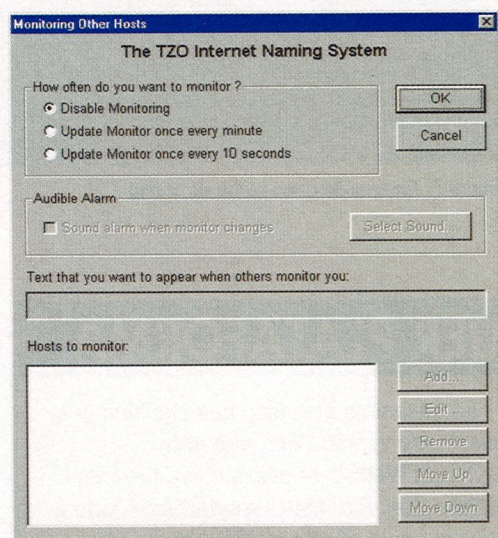 Monitoring Other Hosts
The TZO Internet Naming System
How often do you want to monitor ?
Disable Monitoring
Update Monitor once every minute
Update Monitor once every 10 seconds
OK
Cancel
Audible Alarm
Sound alarm when monitor changes
Select Sound...
Text that you want to appear when others monitor you:
Hosts to monitor:
Add...
Edit...
Remove
Move Up
Move Down